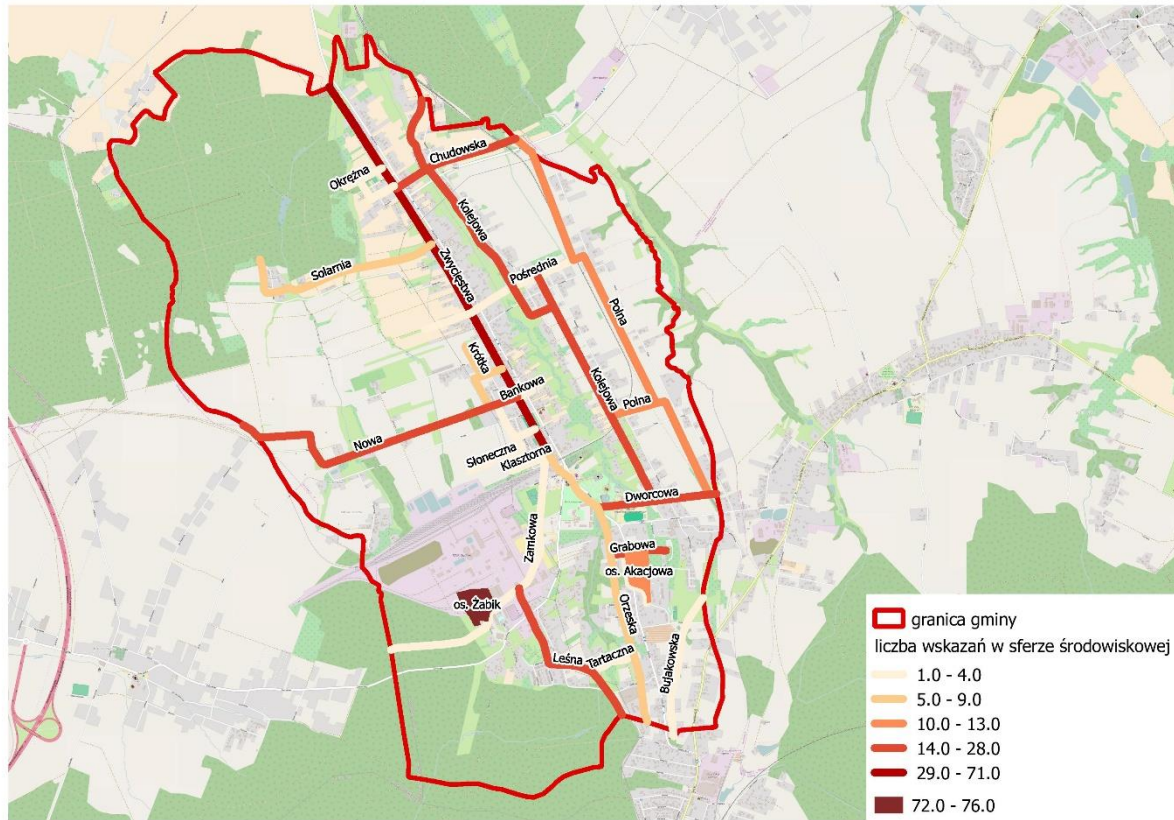 Chudowska
Okrężna
Kolejowa
Zwycięstwa
Pośrednia
Solarnia
Polna
Krótka
Bankowa
Kolejowa
Polna
Nowa
Słoneczna
Klasztorna
Dworcowa
Zamkowa
Grabowa
os. Akacjowa
os. Żabik
Orzeska
Leśna
Tartaczna
Bujakowska
granica gminy
liczba wskazań w sferze środowiskowej
1.0 - 4.0
5.0 - 9.0
10.0 - 13.0
14.0 - 28.0
29.0 - 71.0
72.0 - 76.0